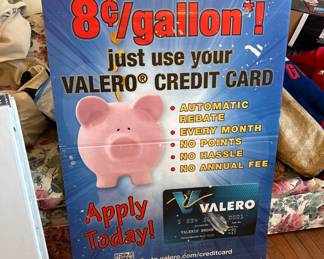 8¢/gallon*!
just use your
VALERO® CREDIT CARD
• AUTOMATIC
REBATE
• EVERY MONTH
• NO POINTS
• NO HASSLE
• NO ANNUAL FEE
Apply
Today!
VALERO
valero.com/creditcard